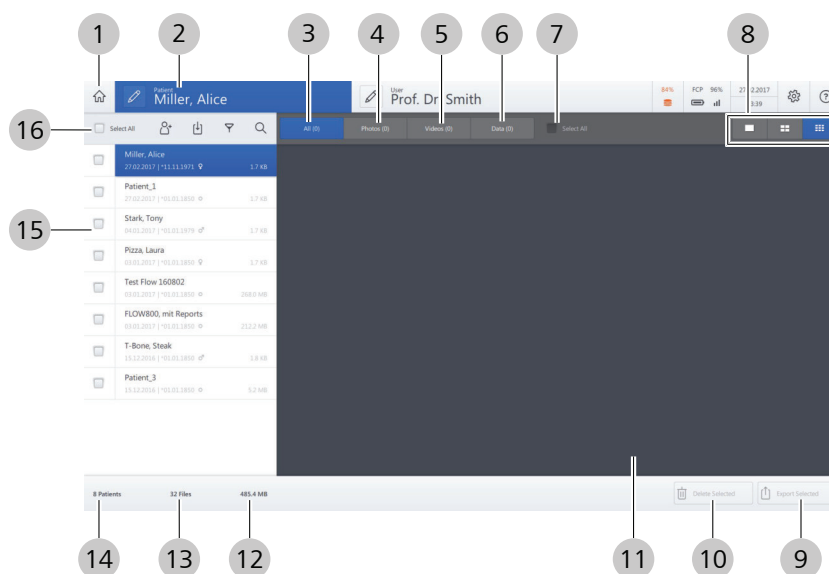 1 2 3 4 5 6 7 8
Patient
Miller, Alice
User
Prof. Dr. Smith
84%
FCP 96%
16
Select All
All (0)
Photos (0)
Videos (0)
Data (0)
Select All
Miller, Alice
27.02.2017 | *11.11.1971 ♀ 1.7 KB
Patient_1
27.02.2017 | *01.01.1850 1.7 KB
15
Stark, Tony
04.01.2017 | *01.01.1979 ♂ 1.7 KB
Pizza, Laura
03.01.2017 | *01.01.1850 ♀ 1.7 KB
Test Flow 160802
03.01.2017 | *01.01.1850 268.0 MB
FLOW800, mit Reports
03.01.2017 | *01.01.1850 212.2 MB
T-Bone, Steak
15.12.2016 | *01.01.1850 ♂ 1.8 KB
Patient_3
15.12.2016 | *01.01.1850 5.2 MB
8 Patients
32 Files
485.4 MB
Delete Selected
Export Selected
14 13 12 11 10 9